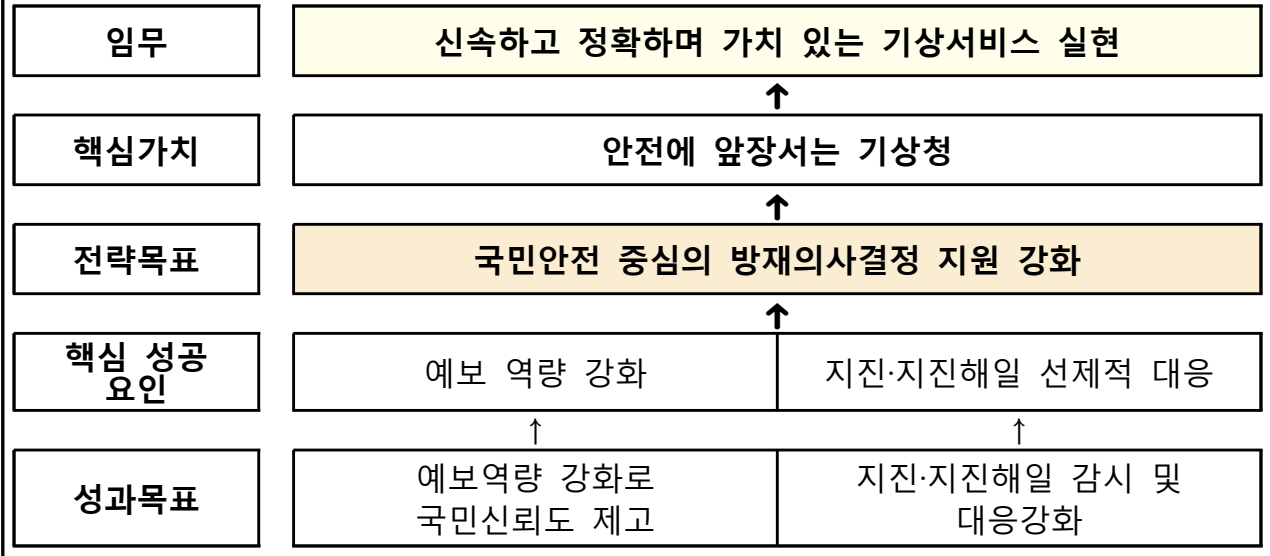 임무
신속하고 정확하며 가치 있는 기상서비스 실현
↑
핵심가치
안전에 앞장서는 기상청
↑
전략목표
국민안전 중심의 방재의사결정 지원 강화
↑
핵심 성공
요인
예보 역량 강화
지진·지진해일 선제적 대응
↑ ↑
성과목표
예보역량 강화로
국민신뢰도 제고
지진·지진해일 감시 및
대응강화